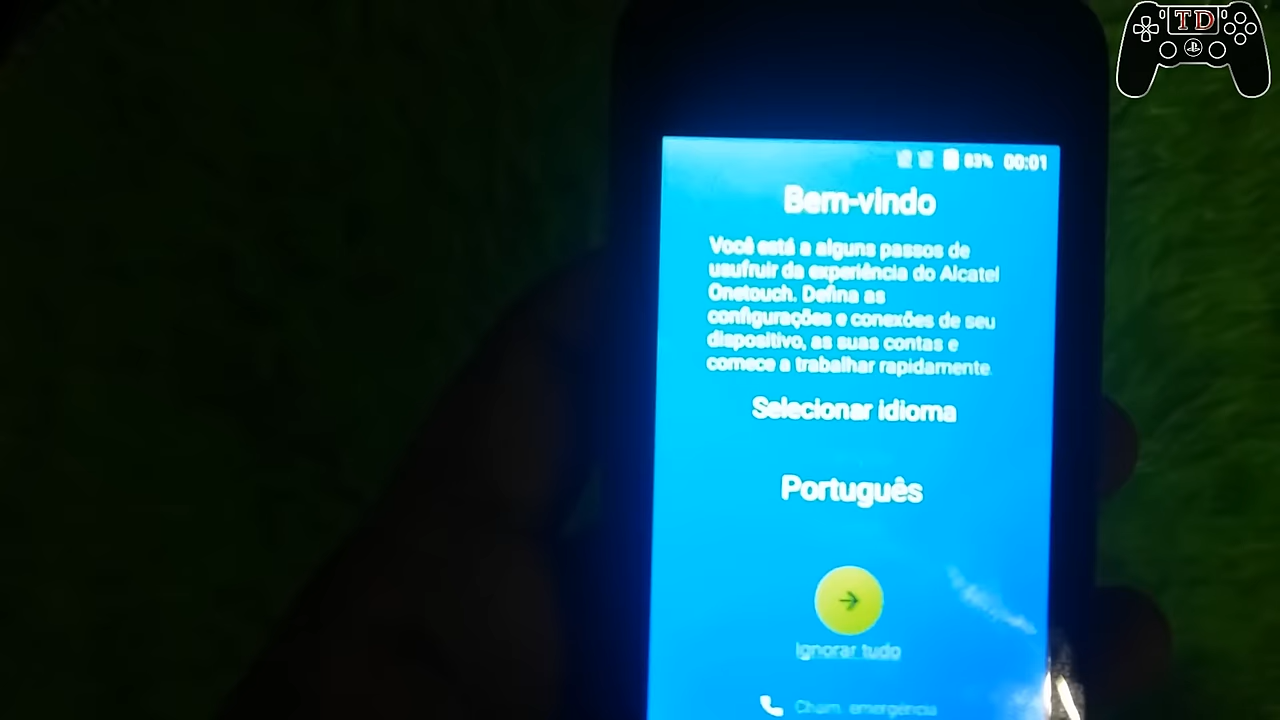 TD
83% 00:01
Bem-vindo
Você está a alguns passos de
usufruir da experiência do Alcatel
Onetouch. Defina as
configurações e conexões de seu
dispositivo, as suas contas e
comece a trabalhar rapidamente.
Selecionar idioma
Português
Ignorar tudo
Cham. emergência